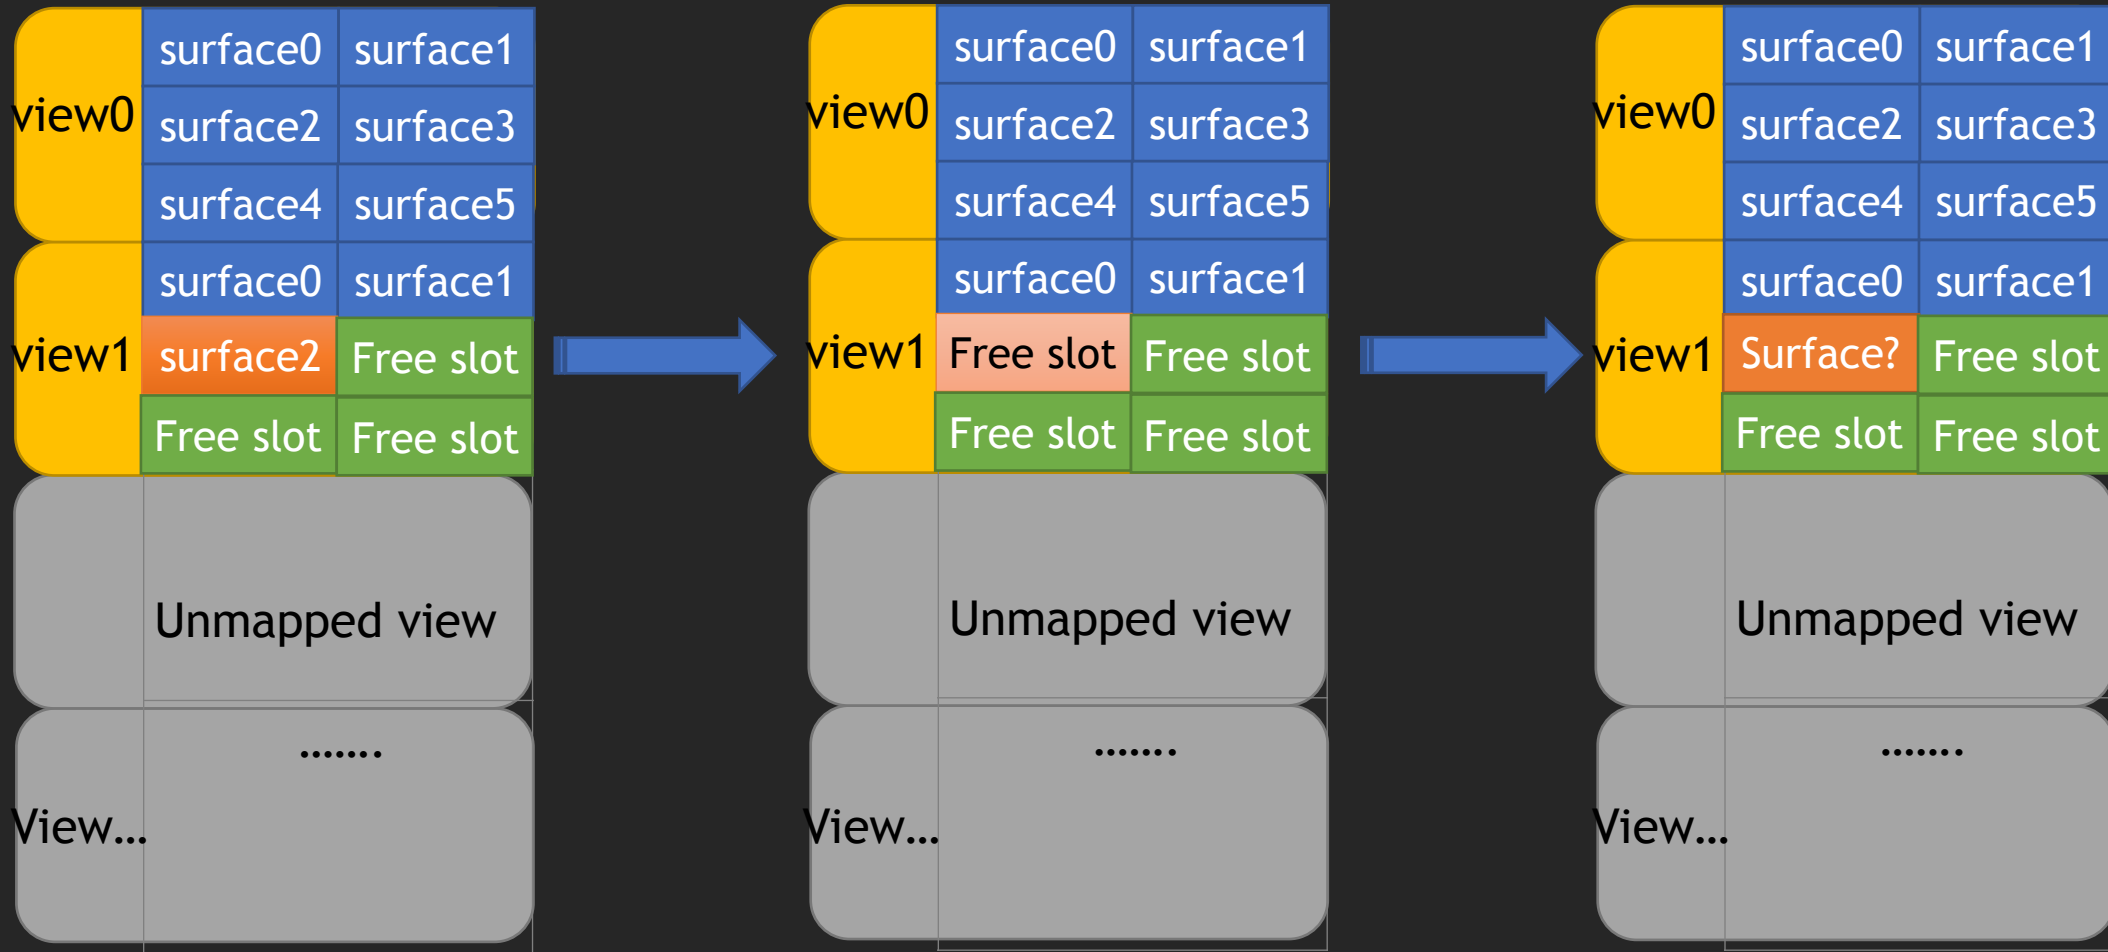 view0
surface0 surface1
surface2 surface3
surface4 surface5
view1
surface0 surface1
surface2 Free slot
Free slot Free slot
Unmapped view
.......
View...
view0
surface0 surface1
surface2 surface3
surface4 surface5
view1
surface0 surface1
Free slot Free slot
Free slot Free slot
Unmapped view
.......
View...
view0
surface0 surface1
surface2 surface3
surface4 surface5
view1
surface0 surface1
Surface? Free slot
Free slot Free slot
Unmapped view
.......
View...